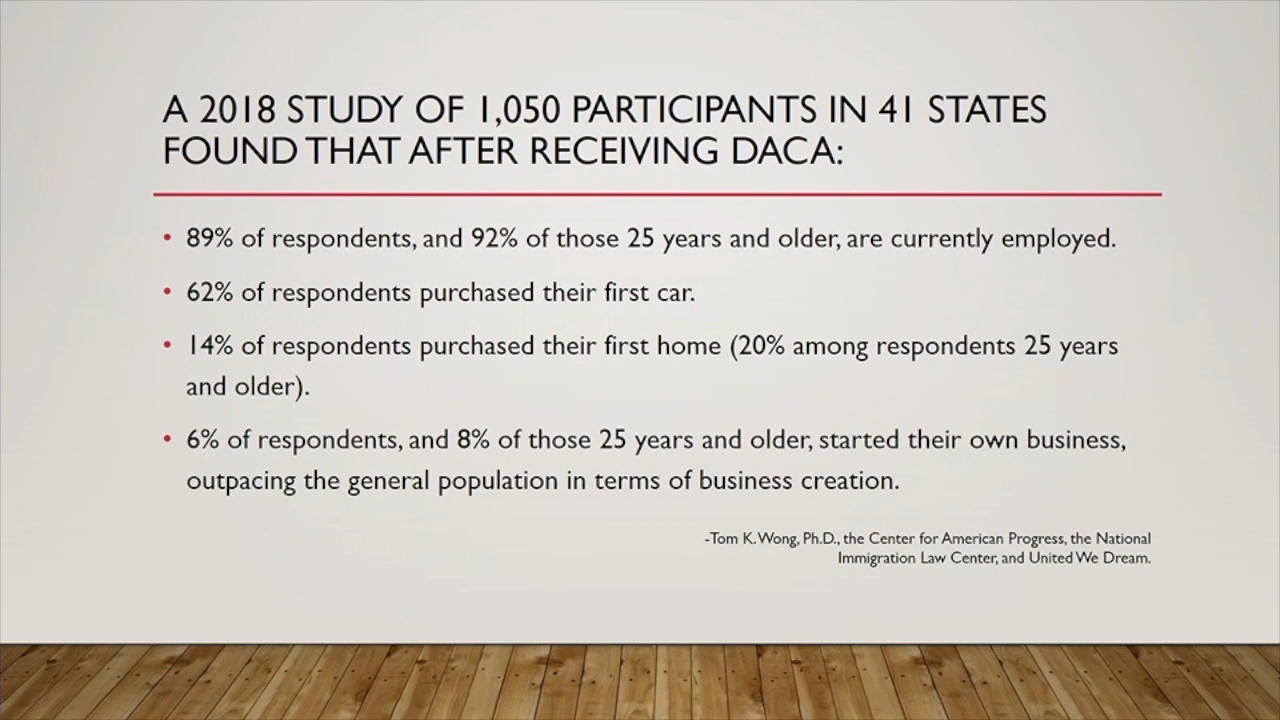 A 2018 STUDY OF 1,050 PARTICIPANTS IN 41 STATES
FOUND THAT AFTER RECEIVING DACA:
• 89% of respondents, and 92% of those 25 years and older, are currently employed.
• 62% of respondents purchased their first car.
• 14% of respondents purchased their first home (20% among respondents 25 years
and older).
• 6% of respondents, and 8% of those 25 years and older, started their own business,
outpacing the general population in terms of business creation.
-Tom K. Wong, Ph.D., the Center for American Progress, the National
Immigration Law Center, and United We Dream.